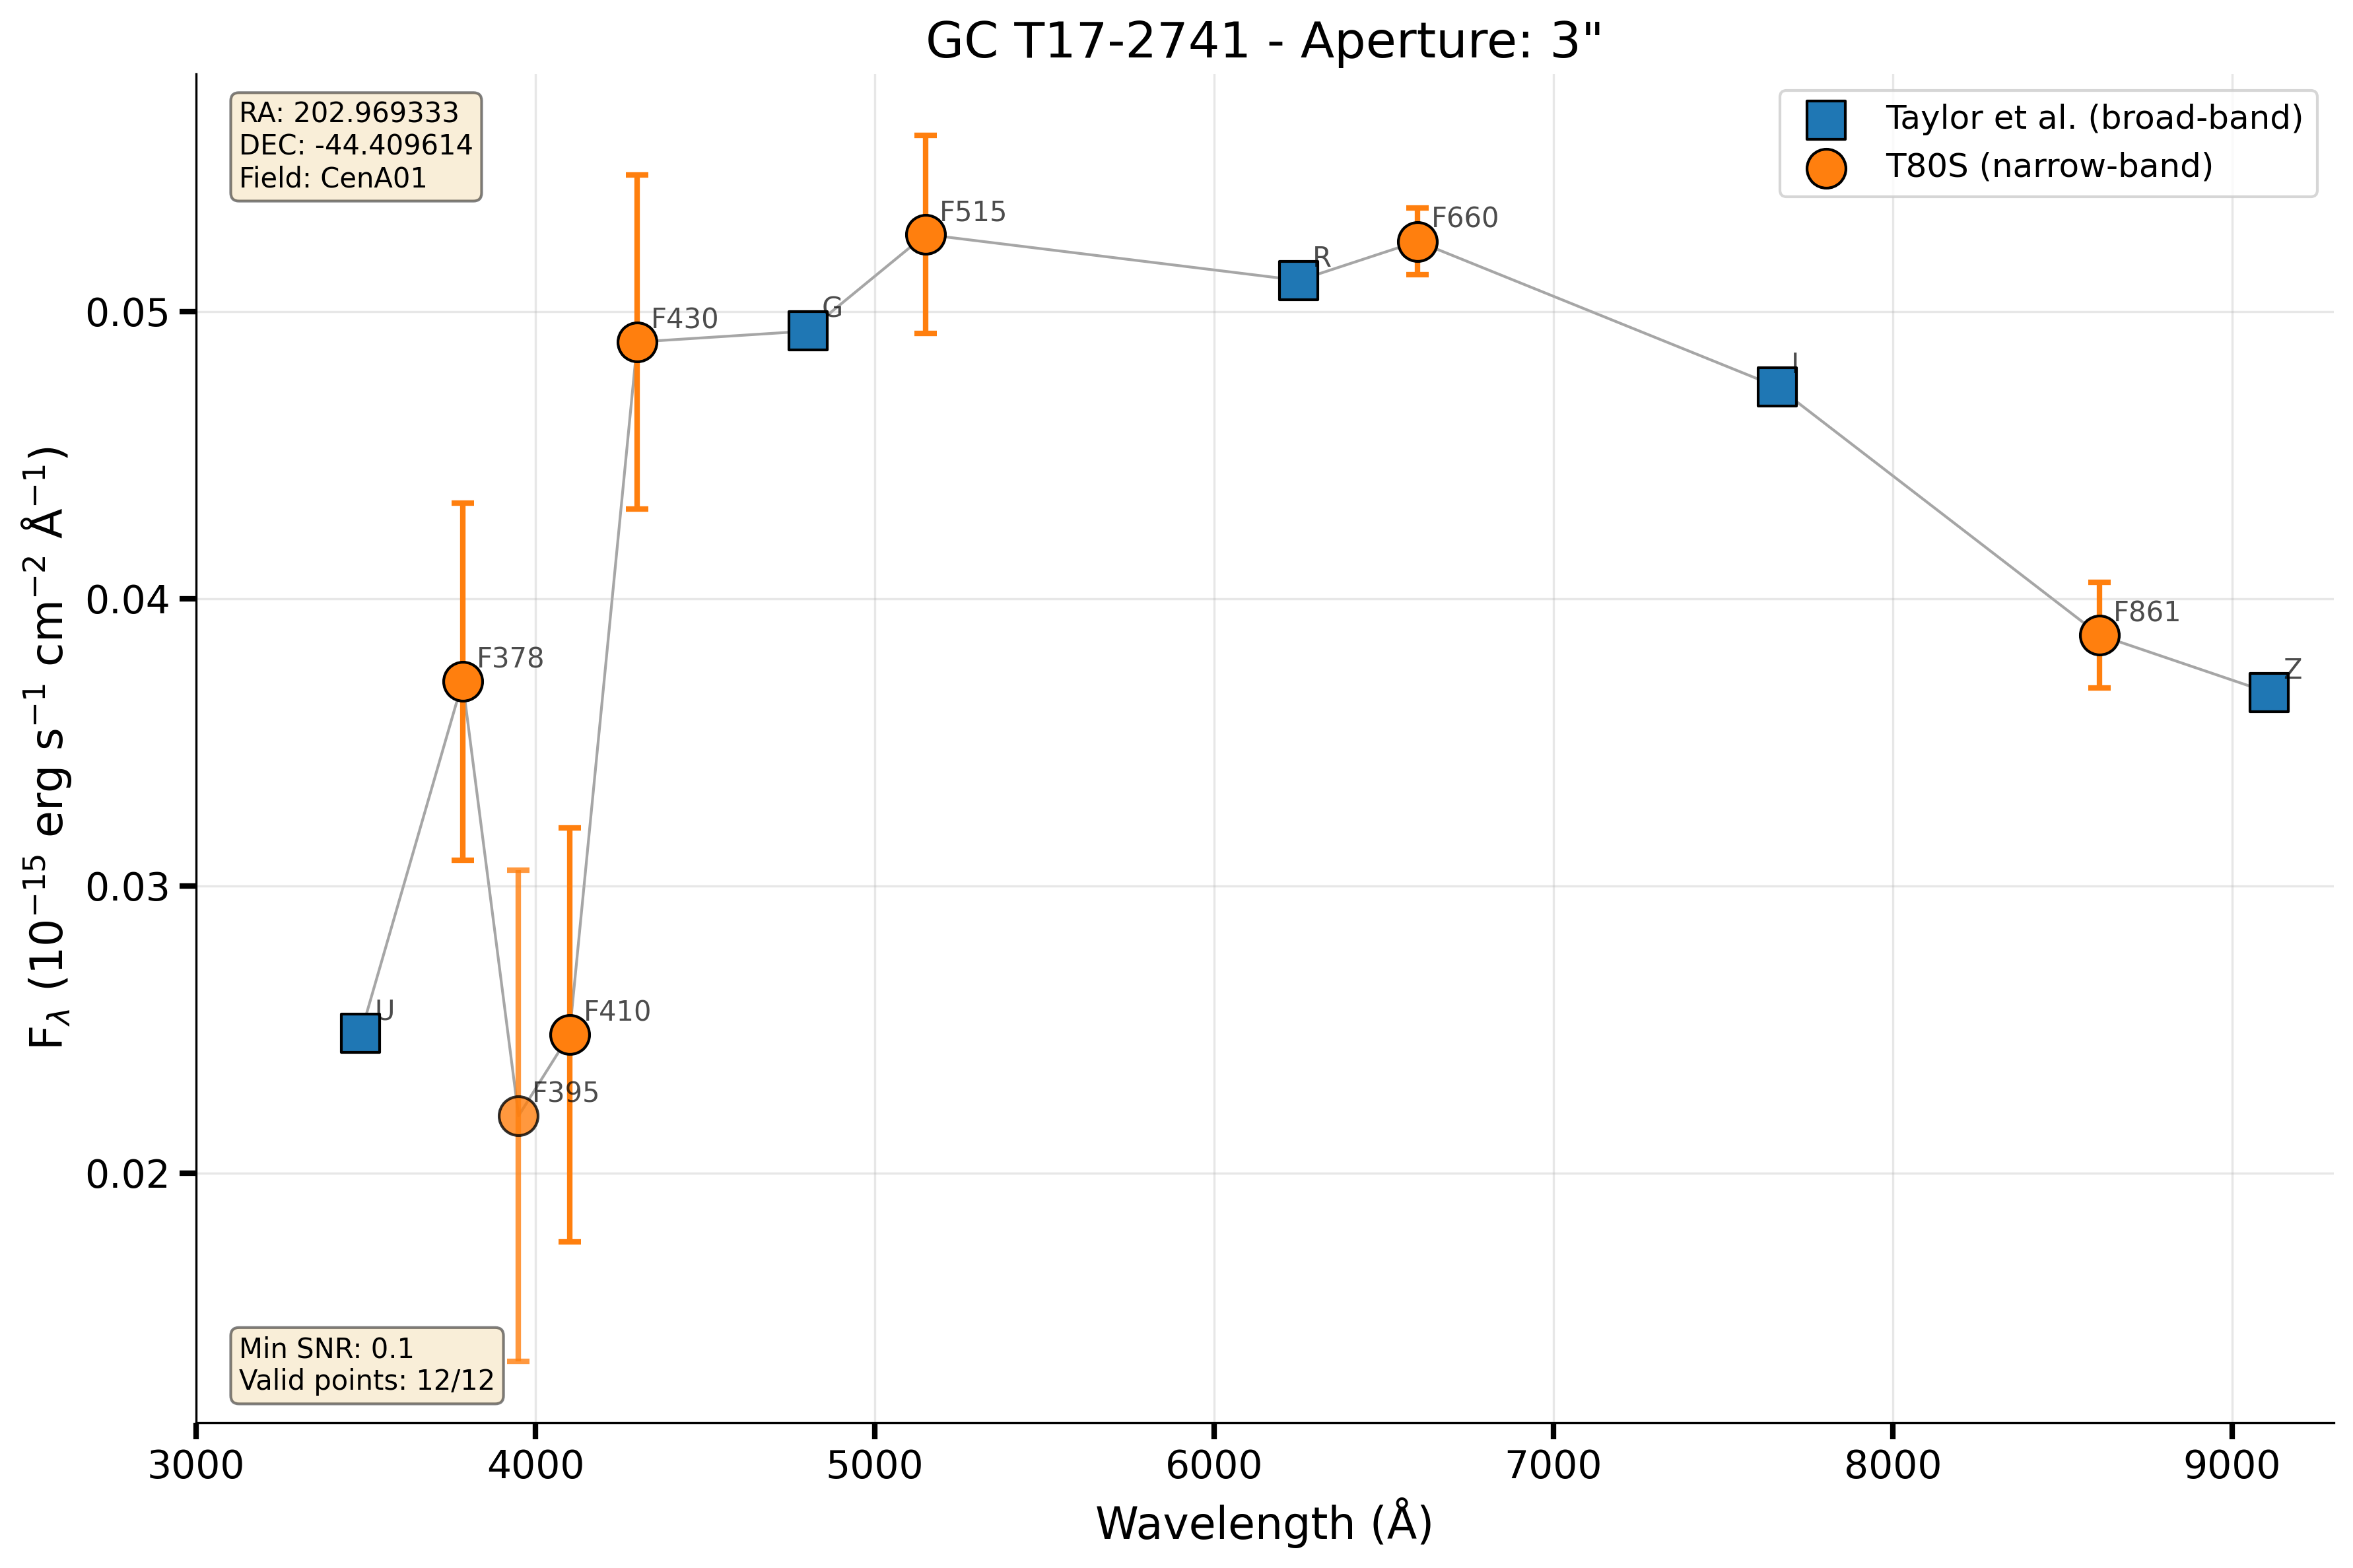 GC T17-2741 - Aperture: 3"
RA: 202.969333
DEC: -44.409614
Field: CenA01
Taylor et al. (broad-band)
T80S (narrow-band)
F515
F660
R
F430
G
I
F378
F861
Z
U
F410
F395
Min SNR: 0.1
Valid points: 12/12
0.05
0.04
0.03
0.02
F_λ (10⁻¹⁵ erg s⁻¹ cm⁻² Å⁻¹)
3000 4000 5000 6000 7000 8000 9000
Wavelength (Å)